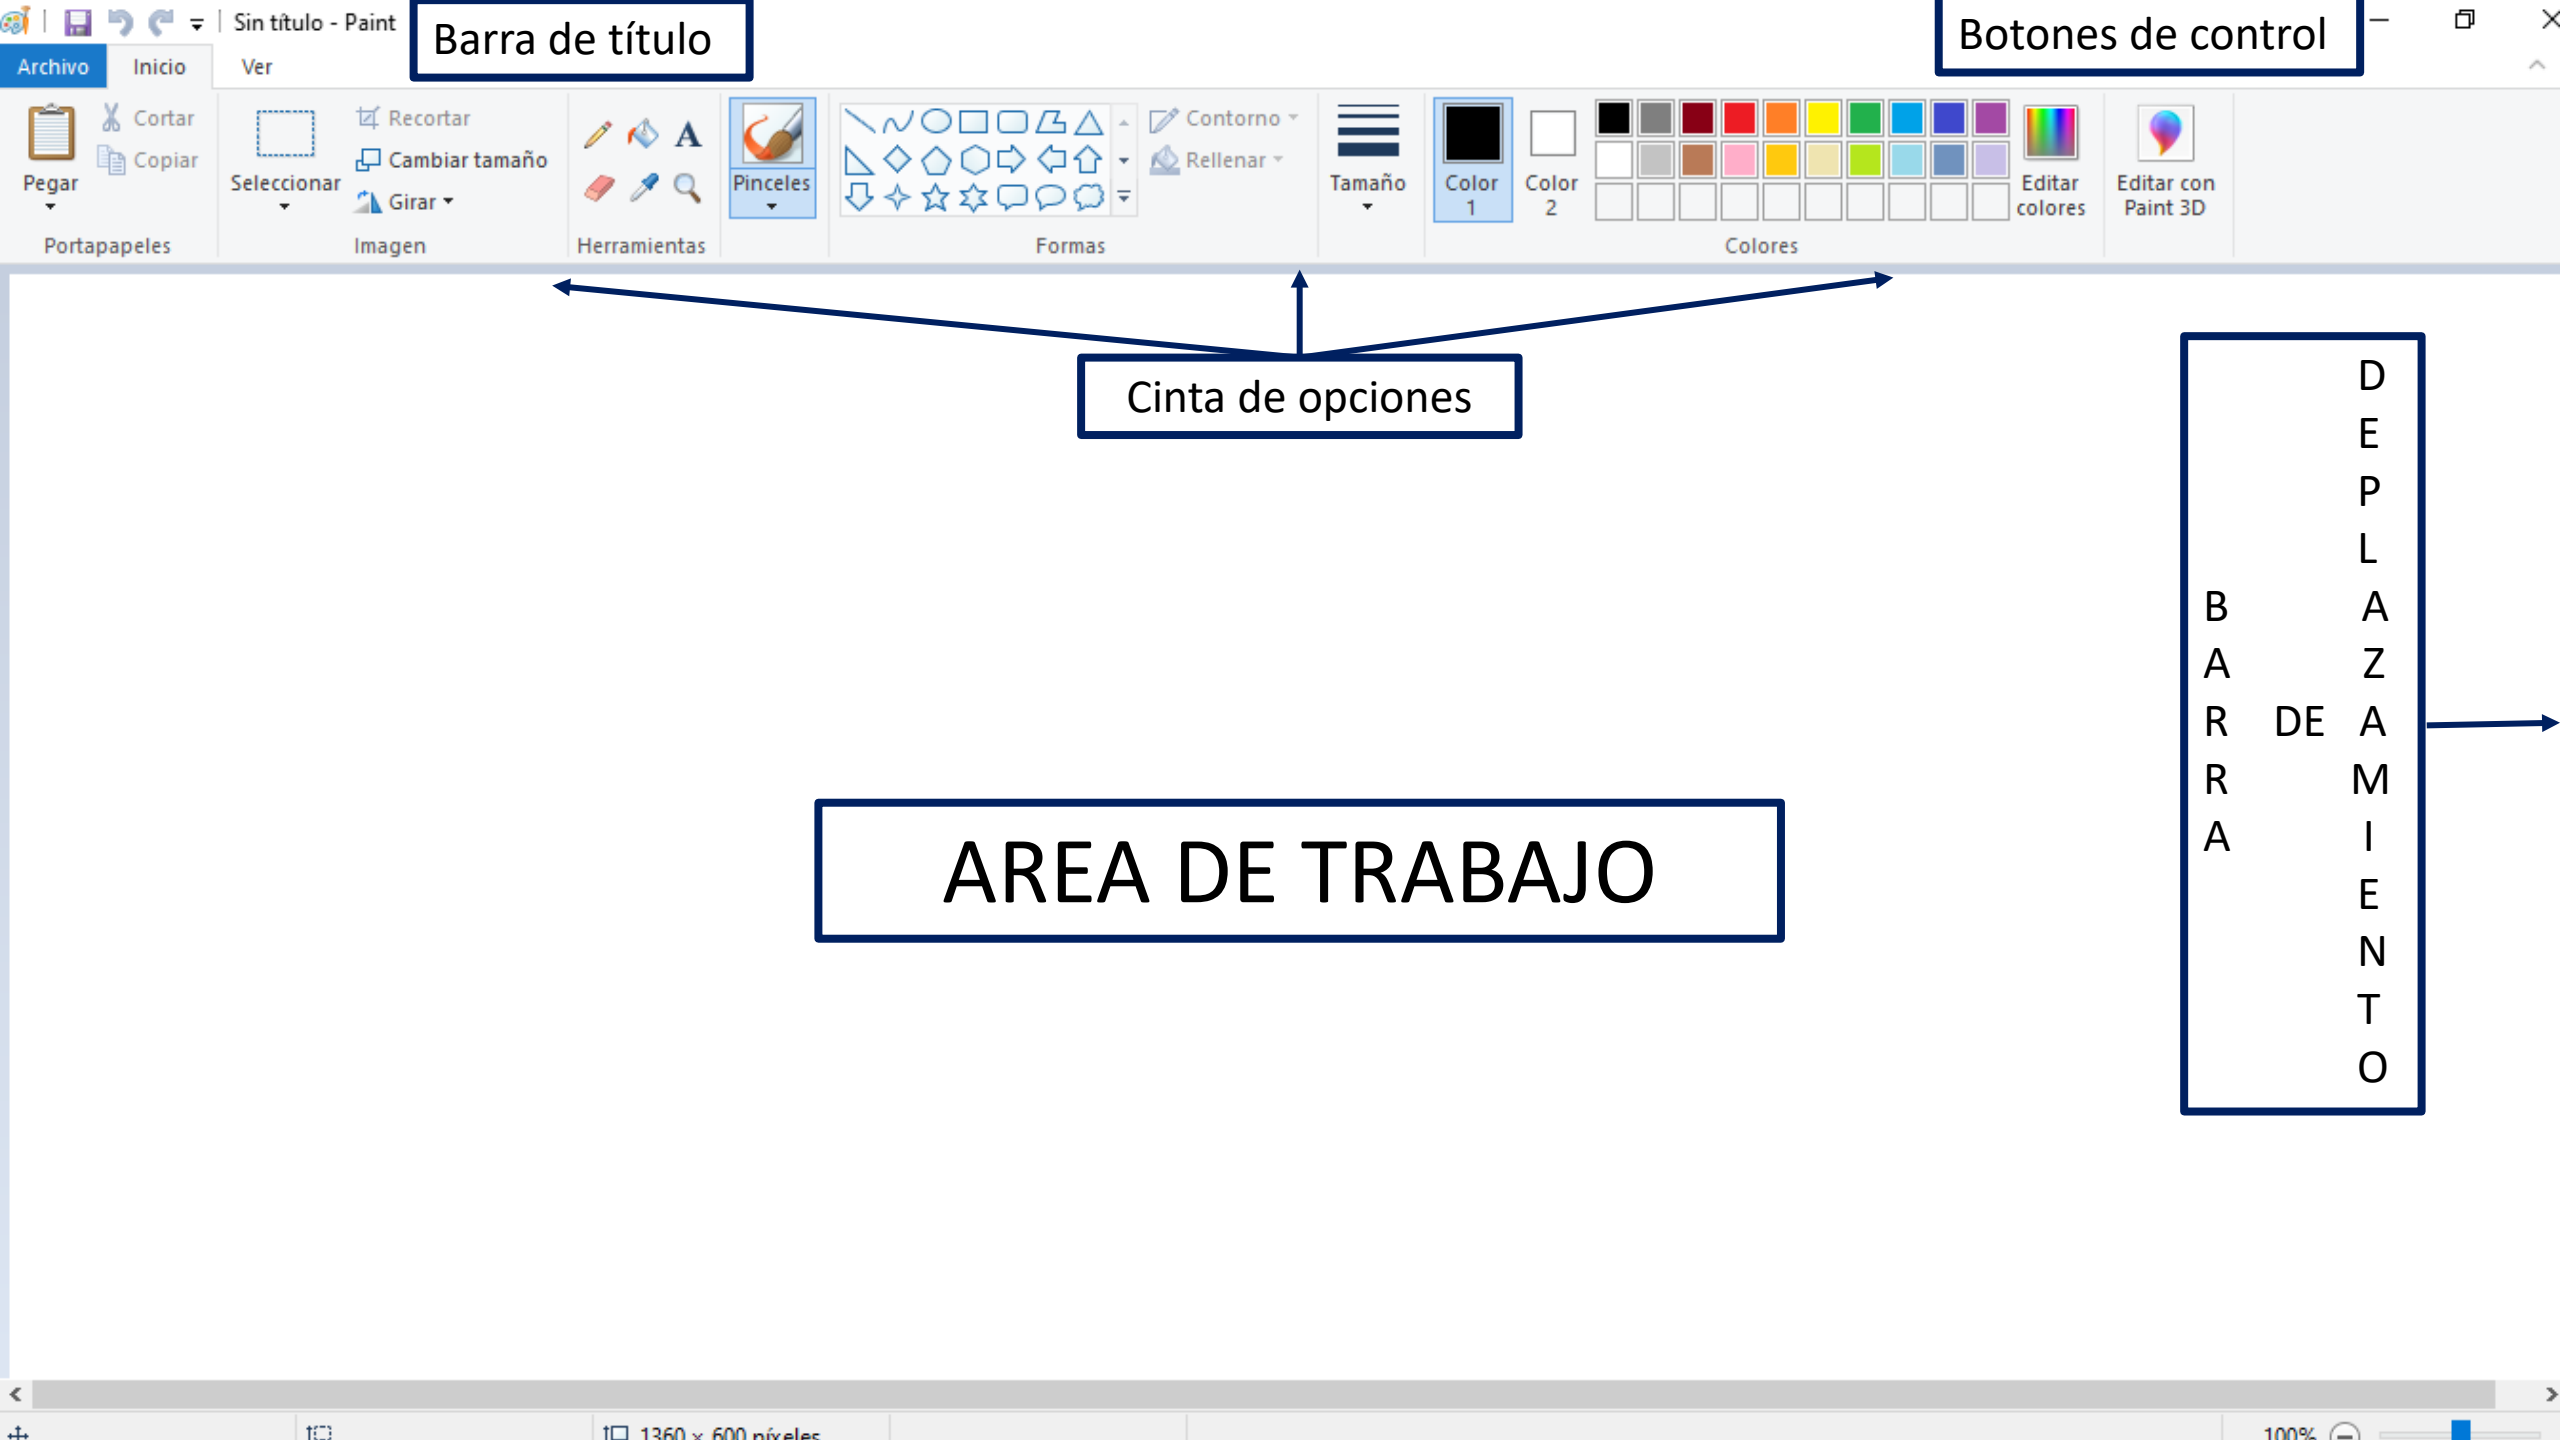 Sin título - Paint
Barra de título
Botones de control
Archivo Inicio Ver
Pegar
Cortar
Copiar
Portapapeles
Seleccionar
Recortar
Cambiar tamaño
Girar
Imagen
A
Herramientas
Pinceles
Contorno
Rellenar
Formas
Tamaño
Color
1
Color
2
Editar
colores
Colores
Editar con
Paint 3D
Cinta de opciones
BARRA
DE
DEPLAZAMIENTO
AREA DE TRABAJO
1360 × 600 píxeles
100%